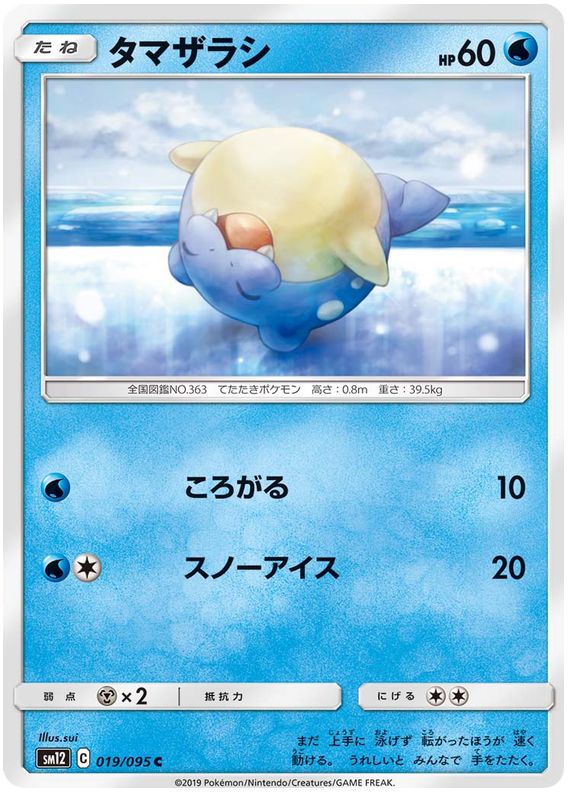 たね タマザラシ HP60
全国図鑑NO.363 てたたきポケモン 高さ：0.8m 重さ：39.5kg
ころがる 10
スノーアイス 20
弱点 ×2 抵抗力 にげる
Illus.sui
sm12 C 019/095 C
まだ 上手に 泳げず 転がったほうが 速く
動ける。 うれしいと みんなで 手をたたく。
©2019 Pokémon/Nintendo/Creatures/GAME FREAK.